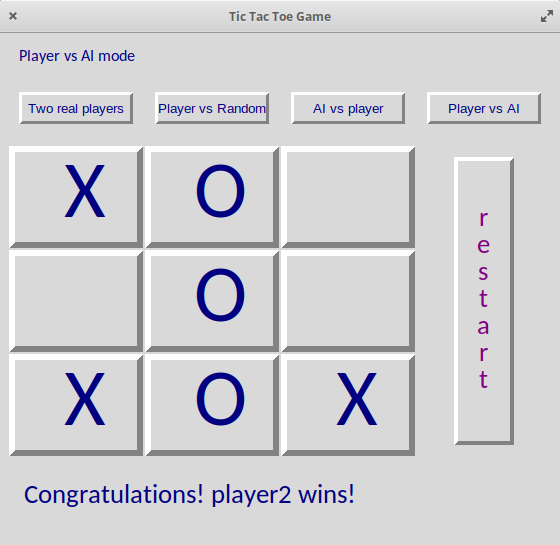 Tic Tac Toe Game
Player vs AI mode
Two real players Player vs Random AI vs player Player vs AI
X O
O
X O X
restart
Congratulations! player2 wins!